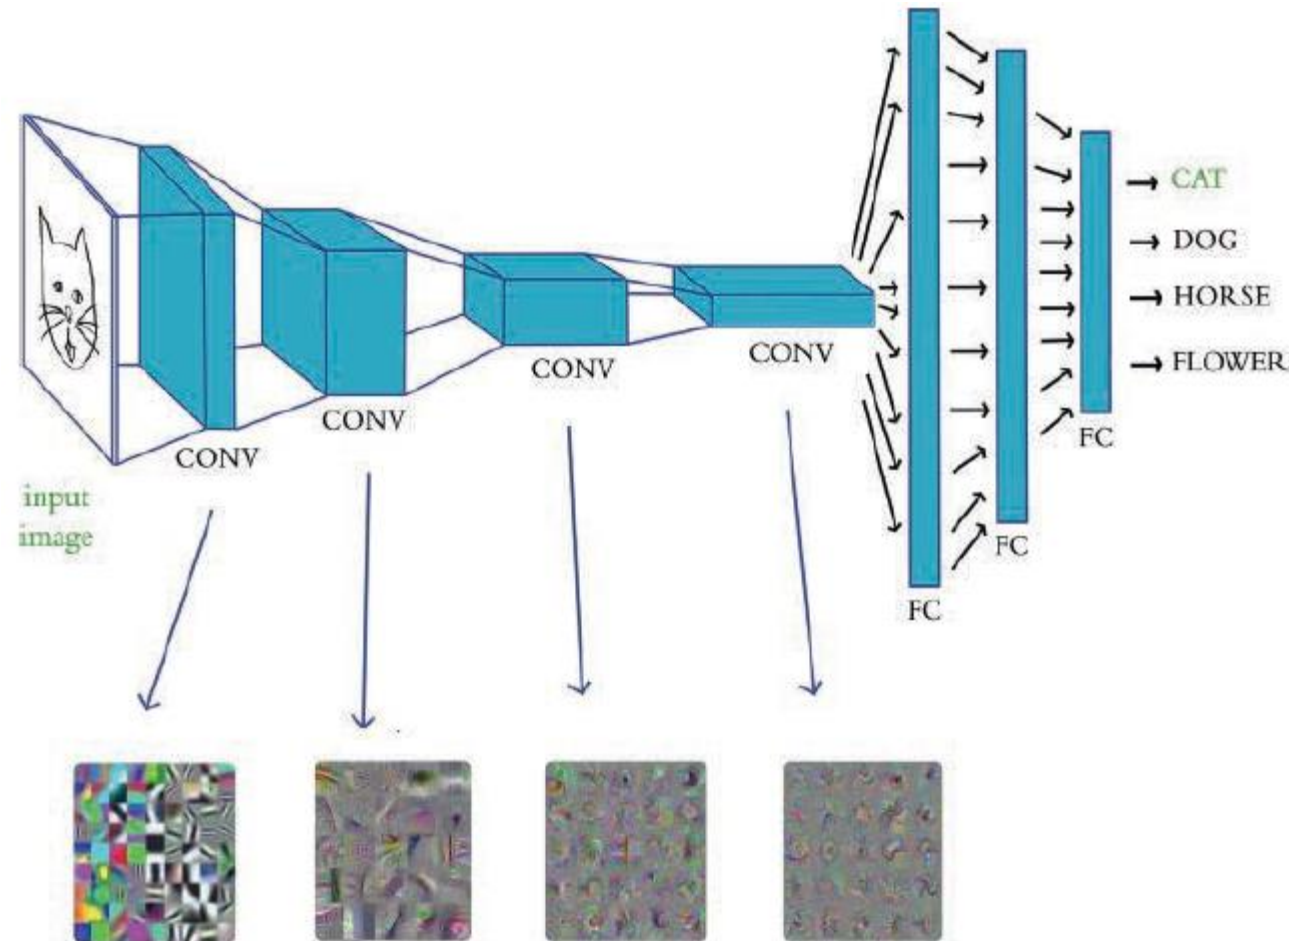 CAT
DOG
HORSE
FLOWER
CONV
CONV
CONV
CONV
FC
FC
FC
input
image